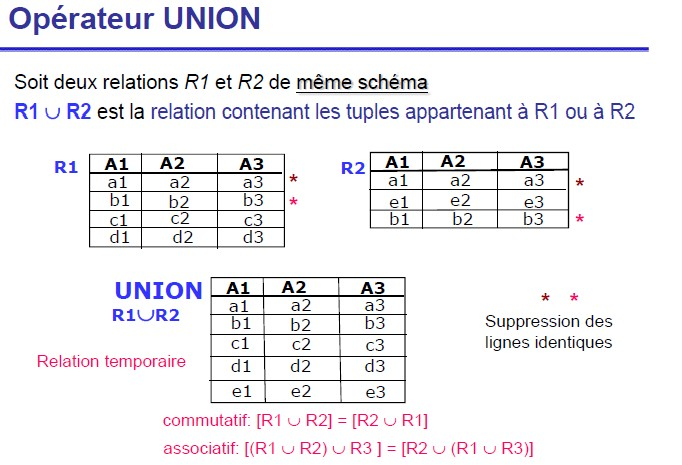 Opérateur UNION
Soit deux relations R1 et R2 de même schéma
R1 ∪ R2 est la relation contenant les tuples appartenant à R1 ou à R2
R1
A1 A2 A3
a1 a2 a3 *
b1 b2 b3 *
c1 c2 c3
d1 d2 d3
R2
A1 A2 A3
a1 a2 a3 *
e1 e2 e3
b1 b2 b3 *
UNION
R1∪R2
Relation temporaire
A1 A2 A3
a1 a2 a3
b1 b2 b3
c1 c2 c3
d1 d2 d3
e1 e2 e3
* *
Suppression des
lignes identiques
commutatif: [R1 ∪ R2] = [R2 ∪ R1]
associatif: [(R1 ∪ R2) ∪ R3 ] = [R2 ∪ (R1 ∪ R3)]